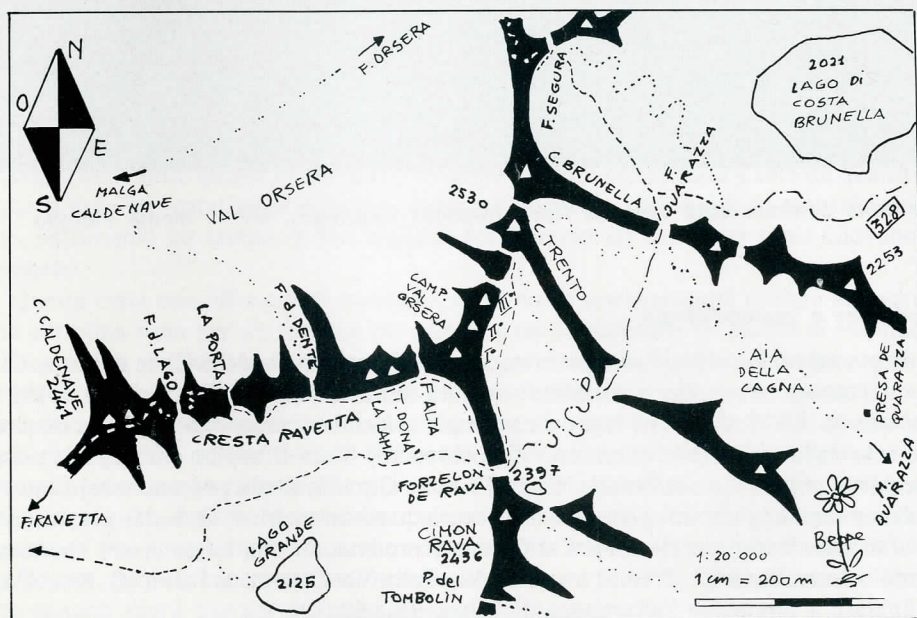 N
O
E
S
MALGA
CALDENAVE
F. ORSERA
VAL ORSERA
F. SEGURA
C. BRUNELLA
F.
QUARAZZA
2021
LAGO DI
COSTA
BRUNELLA
328
2253
2530
C. TRENTO
CAMP
VAL
ORSERA
I° II° III°
C. CALDENAVE
2441
F. d LAGO
LA PORTA
F. d. DENTE
CRESTA RAVETTA
LA LAMA
T. DONA'
F. ALTA
AIA
DELLA
CAGNA
PRESA DE
QUARAZZA
M.
QUARAZZA
F. RAVETTA
LAGO
GRANDE
2125
FORZELON
DE RAVA
2397
CIMON
RAVA
2436
P. del
TOMBOLIN
Beppe
1:20.000
1 cm = 200 m